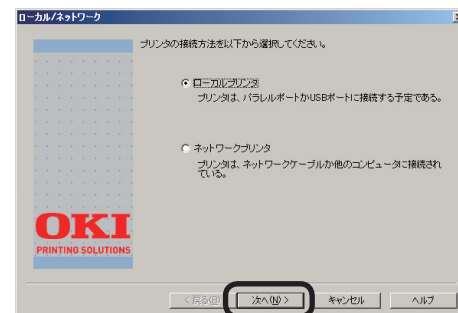 ローカル/ネットワーク
プリンタの接続方法を以下から選択してください。
ローカルプリンタ
プリンタは、パラレルポートかUSBポートに接続する予定である。
ネットワークプリンタ
プリンタは、ネットワークケーブルか他のコンピュータに接続され
ている。
OKI
PRINTING SOLUTIONS
< 戻る(B) 次へ(N) > キャンセル ヘルプ